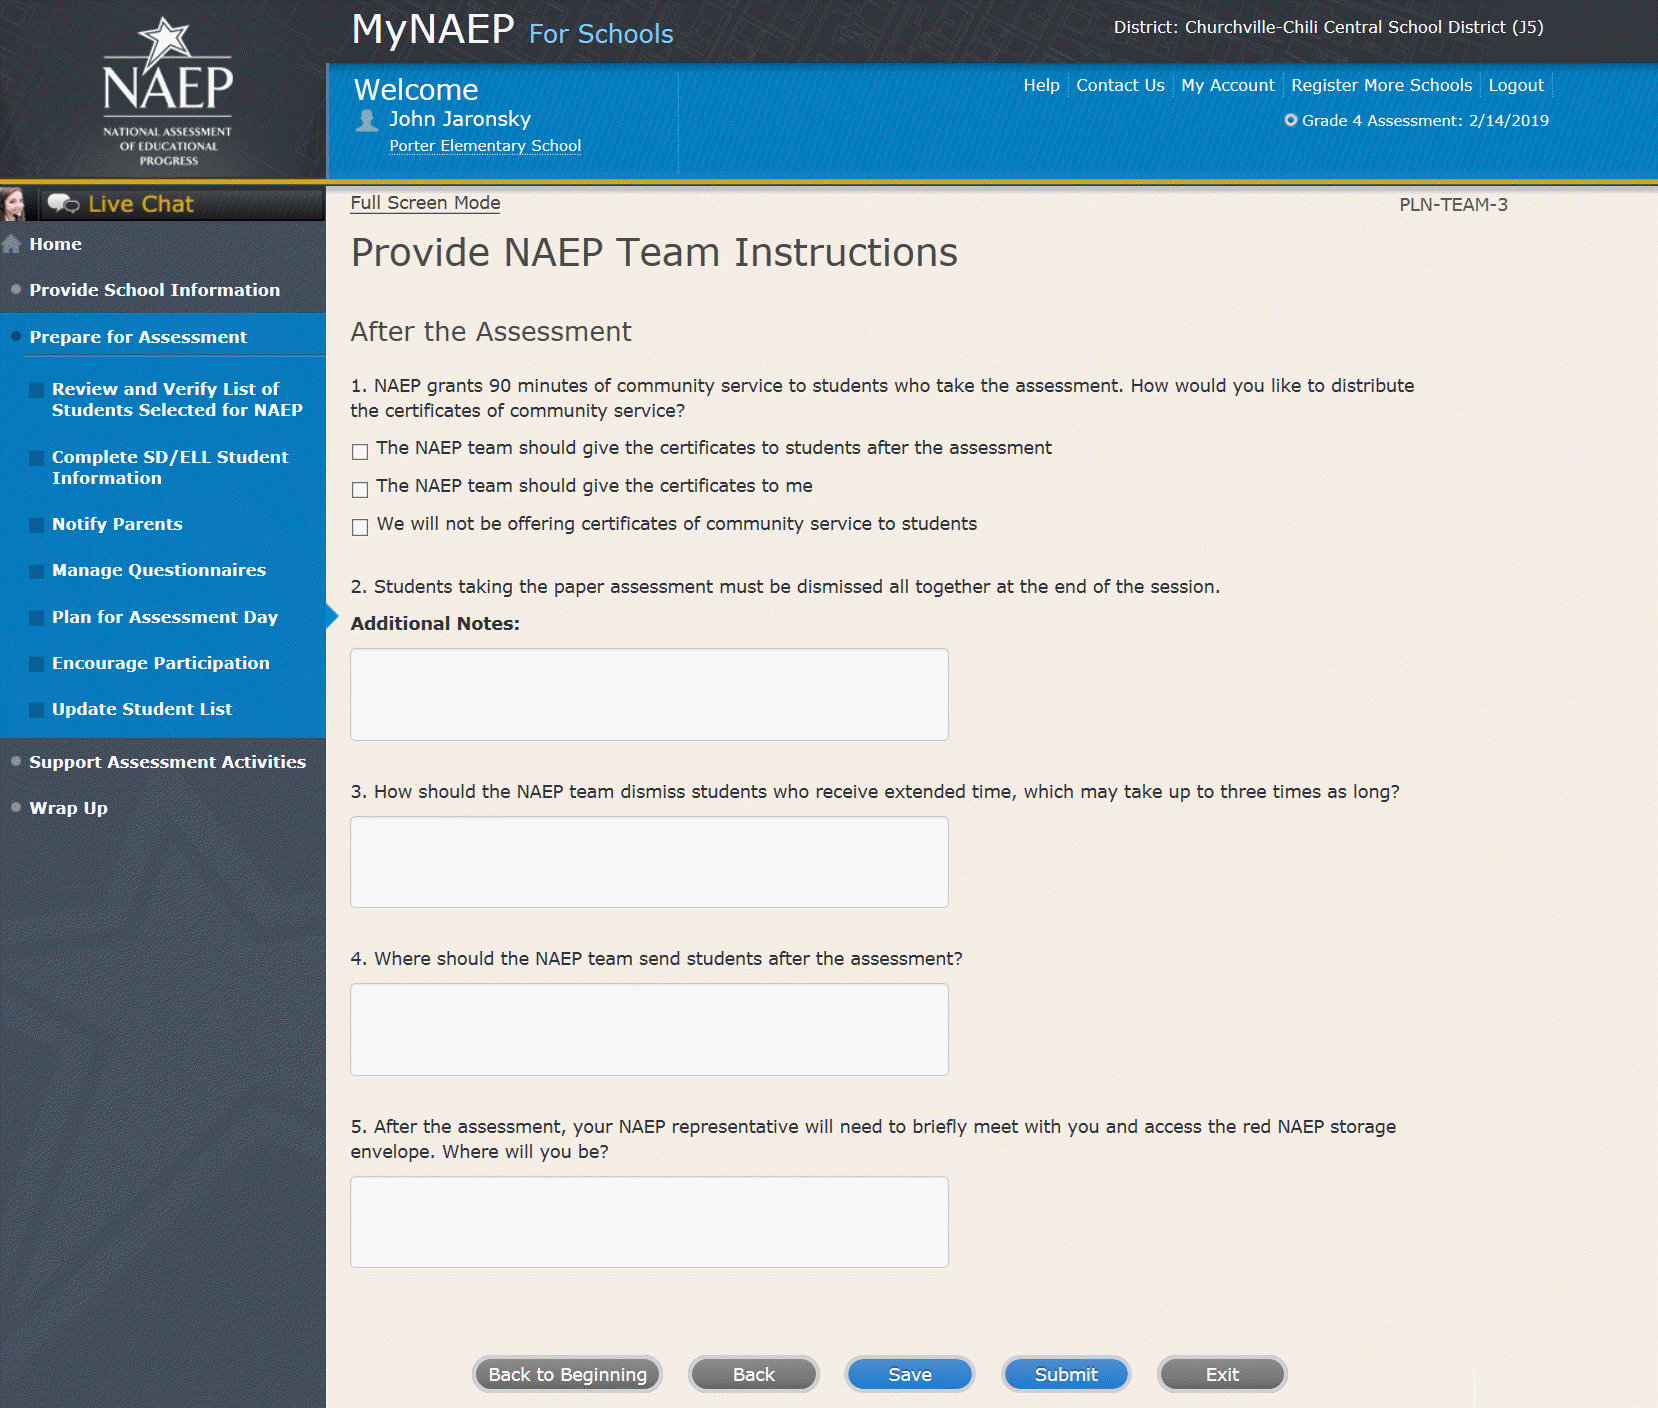 NAEP
NATIONAL ASSESSMENT
OF EDUCATIONAL
PROGRESS
MyNAEP For Schools
District: Churchville-Chili Central School District (J5)
Welcome
John Jaronsky
Porter Elementary School
Help Contact Us My Account Register More Schools Logout
Grade 4 Assessment: 2/14/2019
Live Chat
Home
Provide School Information
Prepare for Assessment
Review and Verify List of
Students Selected for NAEP
Complete SD/ELL Student
Information
Notify Parents
Manage Questionnaires
Plan for Assessment Day
Encourage Participation
Update Student List
Support Assessment Activities
Wrap Up
Full Screen Mode
PLN-TEAM-3
Provide NAEP Team Instructions
After the Assessment
1. NAEP grants 90 minutes of community service to students who take the assessment. How would you like to distribute
the certificates of community service?
The NAEP team should give the certificates to students after the assessment
The NAEP team should give the certificates to me
We will not be offering certificates of community service to students
2. Students taking the paper assessment must be dismissed all together at the end of the session.
Additional Notes:
3. How should the NAEP team dismiss students who receive extended time, which may take up to three times as long?
4. Where should the NAEP team send students after the assessment?
5. After the assessment, your NAEP representative will need to briefly meet with you and access the red NAEP storage
envelope. Where will you be?
Back to Beginning Back Save Submit Exit